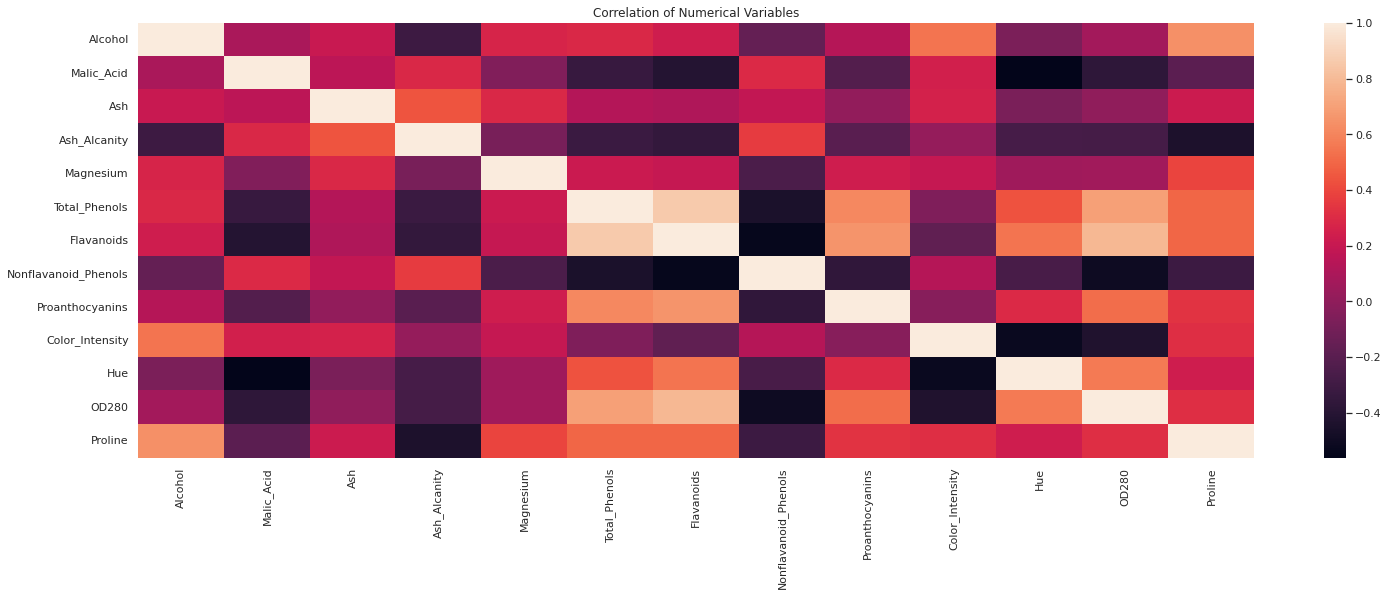 Correlation of Numerical Variables
Alcohol
Malic_Acid
Ash
Ash_Alcanity
Magnesium
Total_Phenols
Flavanoids
Nonflavanoid_Phenols
Proanthocyanins
Color_Intensity
Hue
OD280
Proline
Alcohol
Malic_Acid
Ash
Ash_Alcanity
Magnesium
Total_Phenols
Flavanoids
Nonflavanoid_Phenols
Proanthocyanins
Color_Intensity
Hue
OD280
Proline
1.0
0.8
0.6
0.4
0.2
0.0
−0.2
−0.4